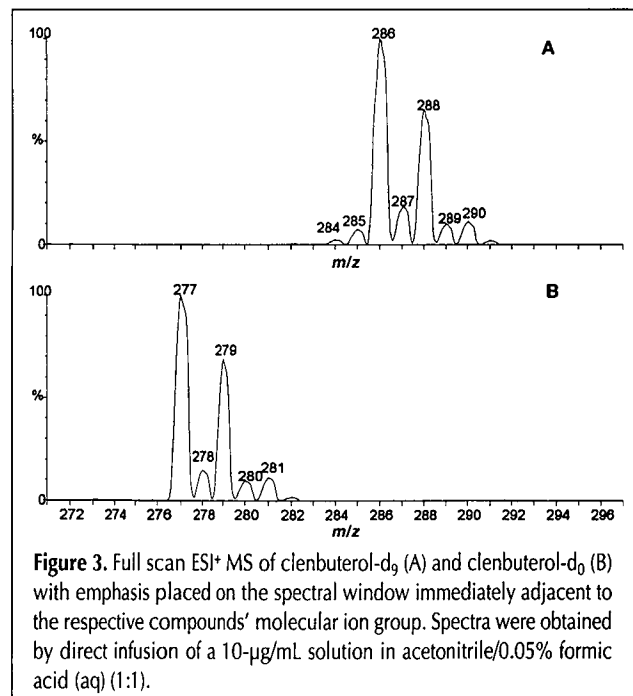 100
286
A
%
288
287
284
285
289
290
0
m/z
100
277
B
279
%
278
280
281
0
272 274 276 278 280 282 284 286 288 290 292 294 296
m/z
Figure 3. Full scan ESI+ MS of clenbuterol-d9 (A) and clenbuterol-d0 (B)
with emphasis placed on the spectral window immediately adjacent to
the respective compounds' molecular ion group. Spectra were obtained
by direct infusion of a 10-µg/mL solution in acetonitrile/0.05% formic
acid (aq) (1:1).